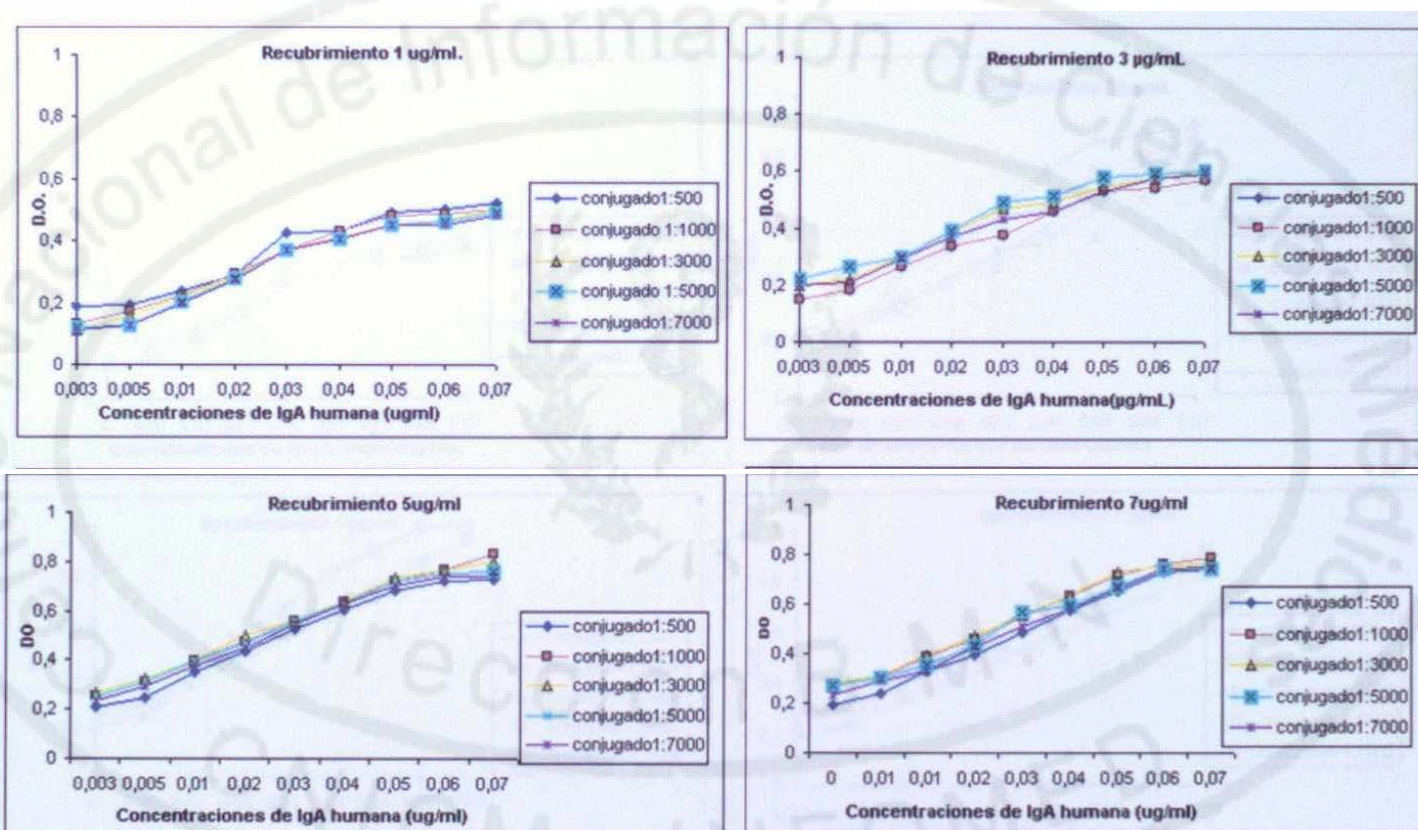 Recubrimiento 1 ug/mL.
1
0,8
0,6
0,4
0,2
0
D.O.
0,003 0,005 0,01 0,02 0,03 0,04 0,05 0,06 0,07
Concentraciones de IgA humana (ugml)
conjugado1:500
conjugado 1:1000
conjugado1:3000
conjugado 1:5000
conjugado1:7000
Recubrimiento 3 µg/mL
1
0,8
0,6
0,4
0,2
0
D.O.
0,003 0,005 0,01 0,02 0,03 0,04 0,05 0,06 0,07
Concentraciones de IgA humana(µg/mL)
conjugado1:500
conjugado1:1000
conjugado1:3000
conjugado1:5000
conjugado1:7000
Recubrimiento 5ug/ml
1
0,8
0,6
0,4
0,2
0
DO
0,003 0,005 0,01 0,02 0,03 0,04 0,05 0,06 0,07
Concentraciones de IgA humana (ug/ml)
conjugado1:500
conjugado1:1000
conjugado1:3000
conjugado1:5000
conjugado1:7000
Recubrimiento 7ug/ml
1
0,8
0,6
0,4
0,2
0
DO
0 0,01 0,01 0,02 0,03 0,04 0,05 0,06 0,07
Concentraciones de IgA humana (ug/ml)
conjugado1:500
conjugado1:1000
conjugado1:3000
conjugado1:5000
conjugado1:7000
de Información de Ciencias Médicas